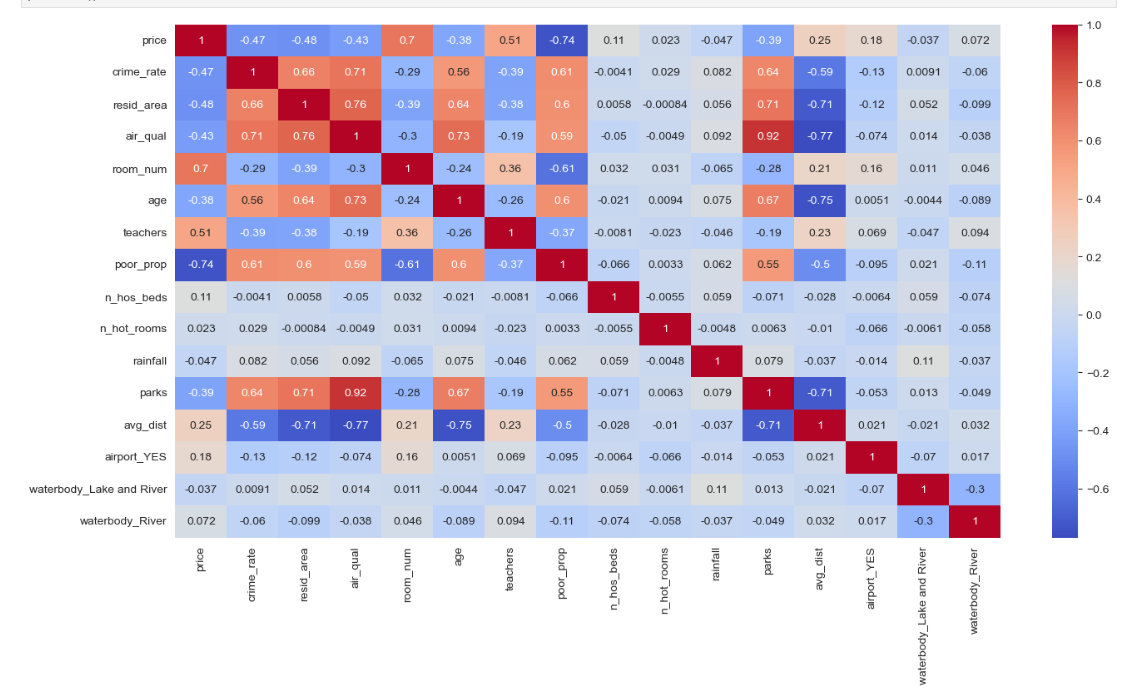 price 1 -0.47 -0.48 -0.43 0.7 -0.38 0.51 -0.74 0.11 0.023 -0.047 -0.39 0.25 0.18 -0.037 0.072
crime_rate -0.47 1 0.66 0.71 -0.29 0.56 -0.39 0.61 -0.0041 0.029 0.082 0.64 -0.59 -0.13 0.0091 -0.06
resid_area -0.48 0.66 1 0.76 -0.39 0.64 -0.38 0.6 0.0058 -0.00084 0.056 0.71 -0.71 -0.12 0.052 -0.099
air_qual -0.43 0.71 0.76 1 -0.3 0.73 -0.19 0.59 -0.05 -0.0049 0.092 0.92 -0.77 -0.074 0.014 -0.038
room_num 0.7 -0.29 -0.39 -0.3 1 -0.24 0.36 -0.61 0.032 0.031 -0.065 -0.28 0.21 0.16 0.011 0.046
age -0.38 0.56 0.64 0.73 -0.24 1 -0.26 0.6 -0.021 0.0094 0.075 0.67 -0.75 0.0051 -0.0044 -0.089
teachers 0.51 -0.39 -0.38 -0.19 0.36 -0.26 1 -0.37 -0.0081 -0.023 -0.046 -0.19 0.23 0.069 -0.047 0.094
poor_prop -0.74 0.61 0.6 0.59 -0.61 0.6 -0.37 1 -0.066 0.0033 0.062 0.55 -0.5 -0.095 0.021 -0.11
n_hos_beds 0.11 -0.0041 0.0058 -0.05 0.032 -0.021 -0.0081 -0.066 1 -0.0055 0.059 -0.071 -0.028 -0.0064 0.059 -0.074
n_hot_rooms 0.023 0.029 -0.00084 -0.0049 0.031 0.0094 -0.023 0.0033 -0.0055 1 -0.0048 0.0063 -0.01 -0.066 -0.0061 -0.058
rainfall -0.047 0.082 0.056 0.092 -0.065 0.075 -0.046 0.062 0.059 -0.0048 1 0.079 -0.037 -0.014 0.11 -0.037
parks -0.39 0.64 0.71 0.92 -0.28 0.67 -0.19 0.55 -0.071 0.0063 0.079 1 -0.71 -0.053 0.013 -0.049
avg_dist 0.25 -0.59 -0.71 -0.77 0.21 -0.75 0.23 -0.5 -0.028 -0.01 -0.037 -0.71 1 0.021 -0.021 0.032
airport_YES 0.18 -0.13 -0.12 -0.074 0.16 0.0051 0.069 -0.095 -0.0064 -0.066 -0.014 -0.053 0.021 1 -0.07 0.017
waterbody_Lake and River -0.037 0.0091 0.052 0.014 0.011 -0.0044 -0.047 0.021 0.059 -0.0061 0.11 0.013 -0.021 -0.07 1 -0.3
waterbody_River 0.072 -0.06 -0.099 -0.038 0.046 -0.089 0.094 -0.11 -0.074 -0.058 -0.037 -0.049 0.032 0.017 -0.3 1
price
crime_rate
resid_area
air_qual
room_num
age
teachers
poor_prop
n_hos_beds
n_hot_rooms
rainfall
parks
avg_dist
airport_YES
waterbody_Lake and River
waterbody_River
1.0
0.8
0.6
0.4
0.2
0.0
−0.2
−0.4
−0.6